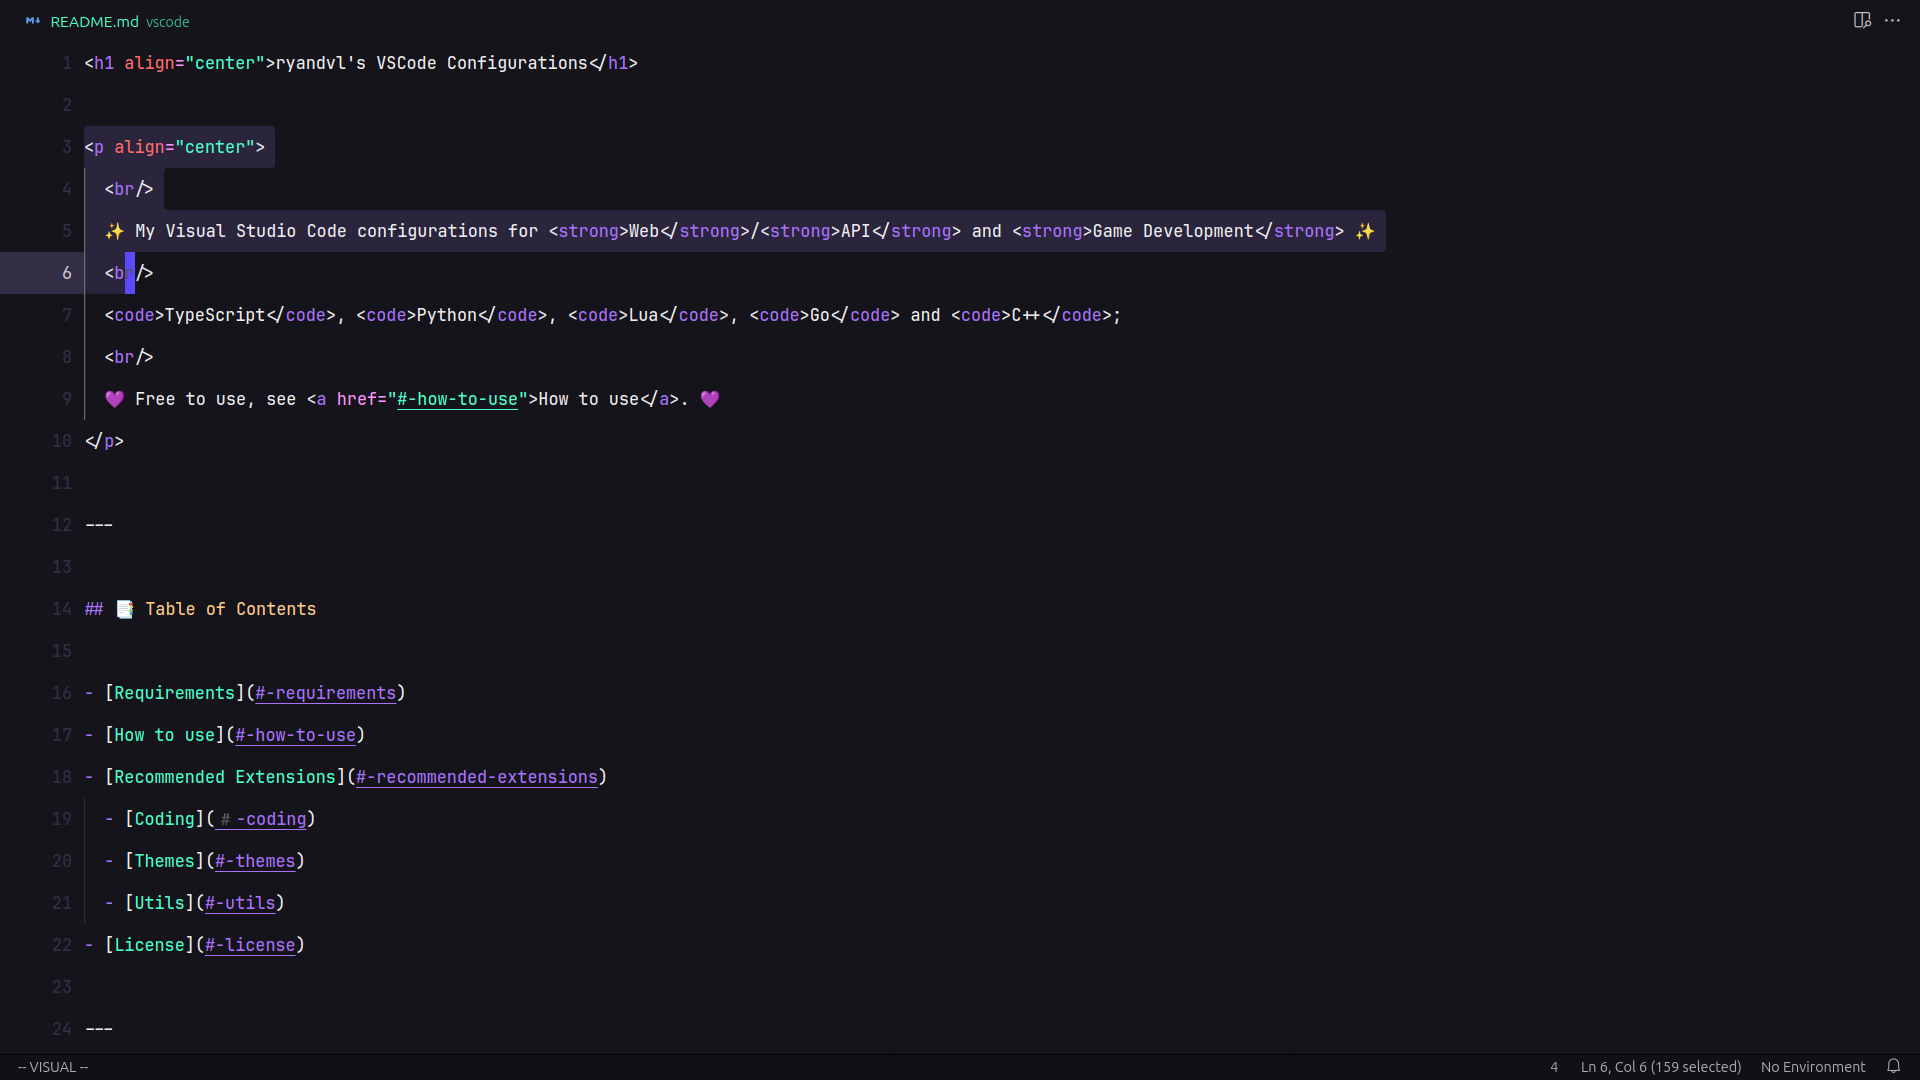 README.md vscode
1 <h1 align="center">ryandvl's VSCode Configurations</h1>
2
3 <p align="center">
4   <br/>
5   ✨ My Visual Studio Code configurations for <strong>Web</strong>/<strong>API</strong> and <strong>Game Development</strong> ✨
6   <br/>
7   <code>TypeScript</code>, <code>Python</code>, <code>Lua</code>, <code>Go</code> and <code>C++</code>;
8   <br/>
9   💜 Free to use, see <a href="#-how-to-use">How to use</a>. 💜
10 </p>
11
12 ---
13
14 ## 📑 Table of Contents
15
16 - [Requirements](#-requirements)
17 - [How to use](#-how-to-use)
18 - [Recommended Extensions](#-recommended-extensions)
19   - [Coding](#-coding)
20   - [Themes](#-themes)
21   - [Utils](#-utils)
22 - [License](#-license)
23
24 ---
-- VISUAL -- 4 Ln 6, Col 6 (159 selected) No Environment